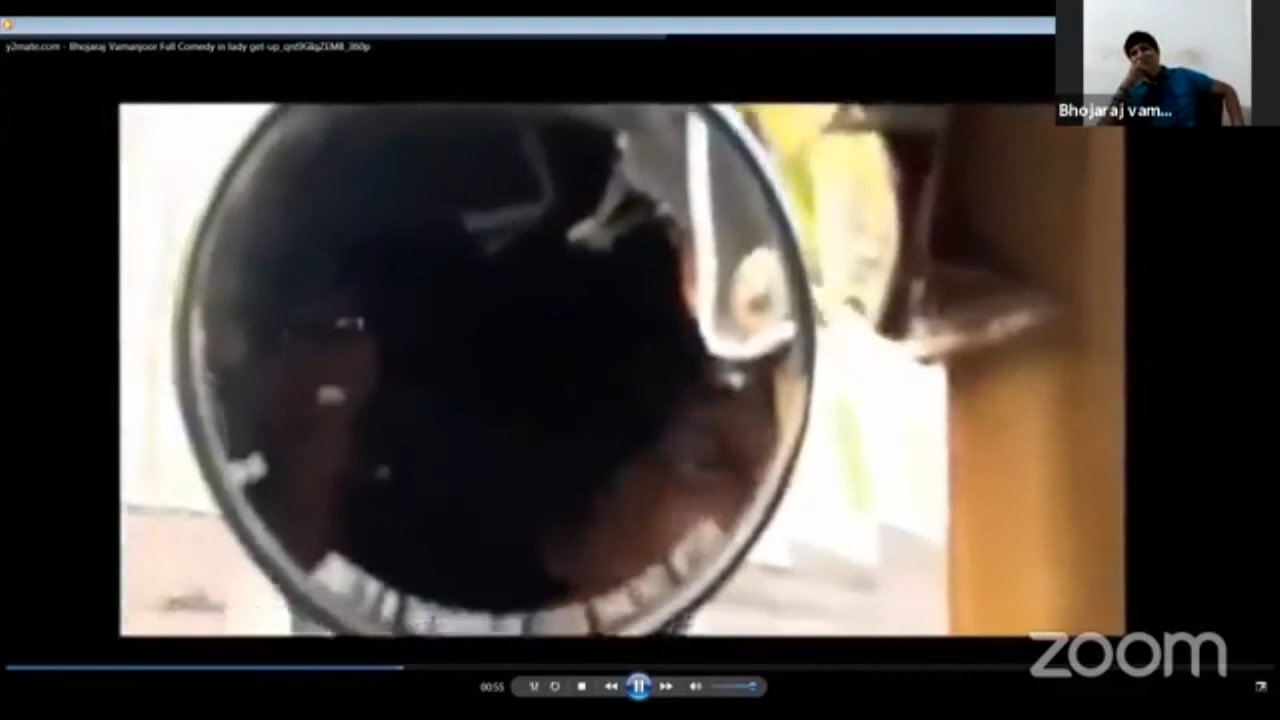 y2mate.com - Bhojaraj Vamanjoor Full Comedy in lady get-up_
Bhojaraj vam...
zoom
00:55